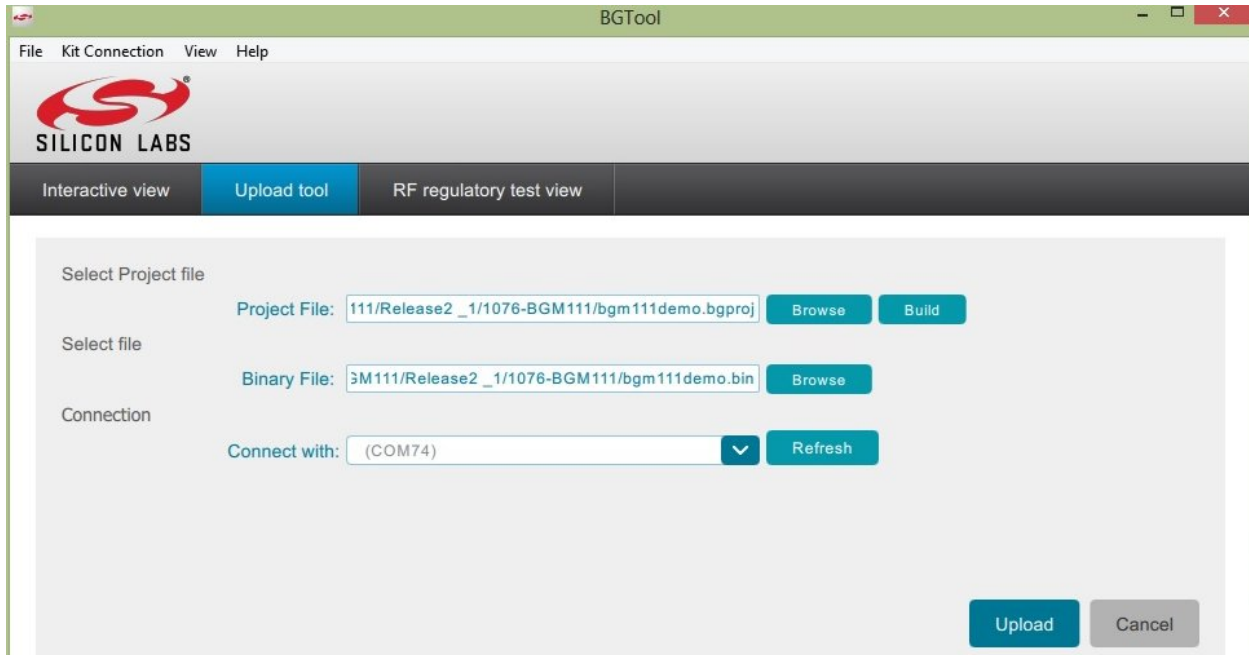 BGTool
File Kit Connection View Help
SILICON LABS®
Interactive view Upload tool RF regulatory test view
Select Project file
Project File: 111/Release2 _1/1076-BGM111/bgm111demo.bgproj Browse Build
Select file
Binary File: GM111/Release2 _1/1076-BGM111/bgm111demo.bin Browse
Connection
Connect with: (COM74) Refresh
Upload Cancel